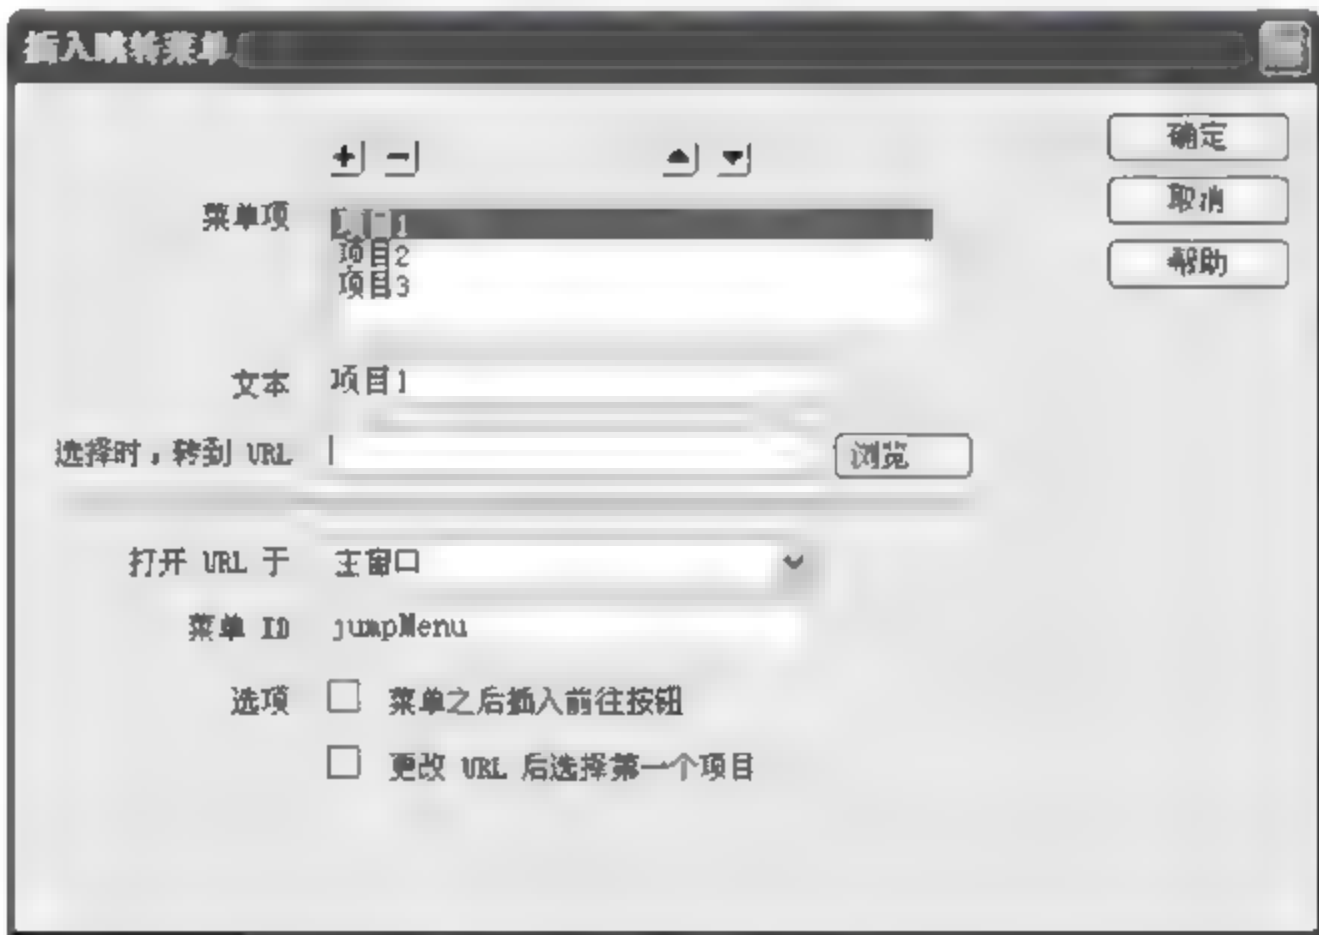 插入跳转菜单
确定
取消
帮助
菜单项
项目1
项目2
项目3
文本 项目1
选择时，转到 URL
浏览
打开 URL 于 主窗口
菜单 ID jumpMenu
选项 菜单之后插入前往按钮
更改 URL 后选择第一个项目